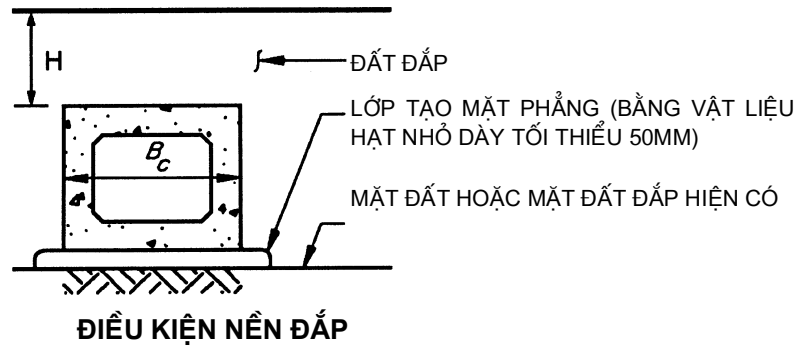 H
ĐẤT ĐẮP
LỚP TẠO MẶT PHẲNG (BẰNG VẬT LIỆU
HẠT NHỎ DÀY TỐI THIỂU 50MM)
B_c
MẶT ĐẤT HOẶC MẶT ĐẤT ĐẮP HIỆN CÓ
ĐIỀU KIỆN NỀN ĐẮP